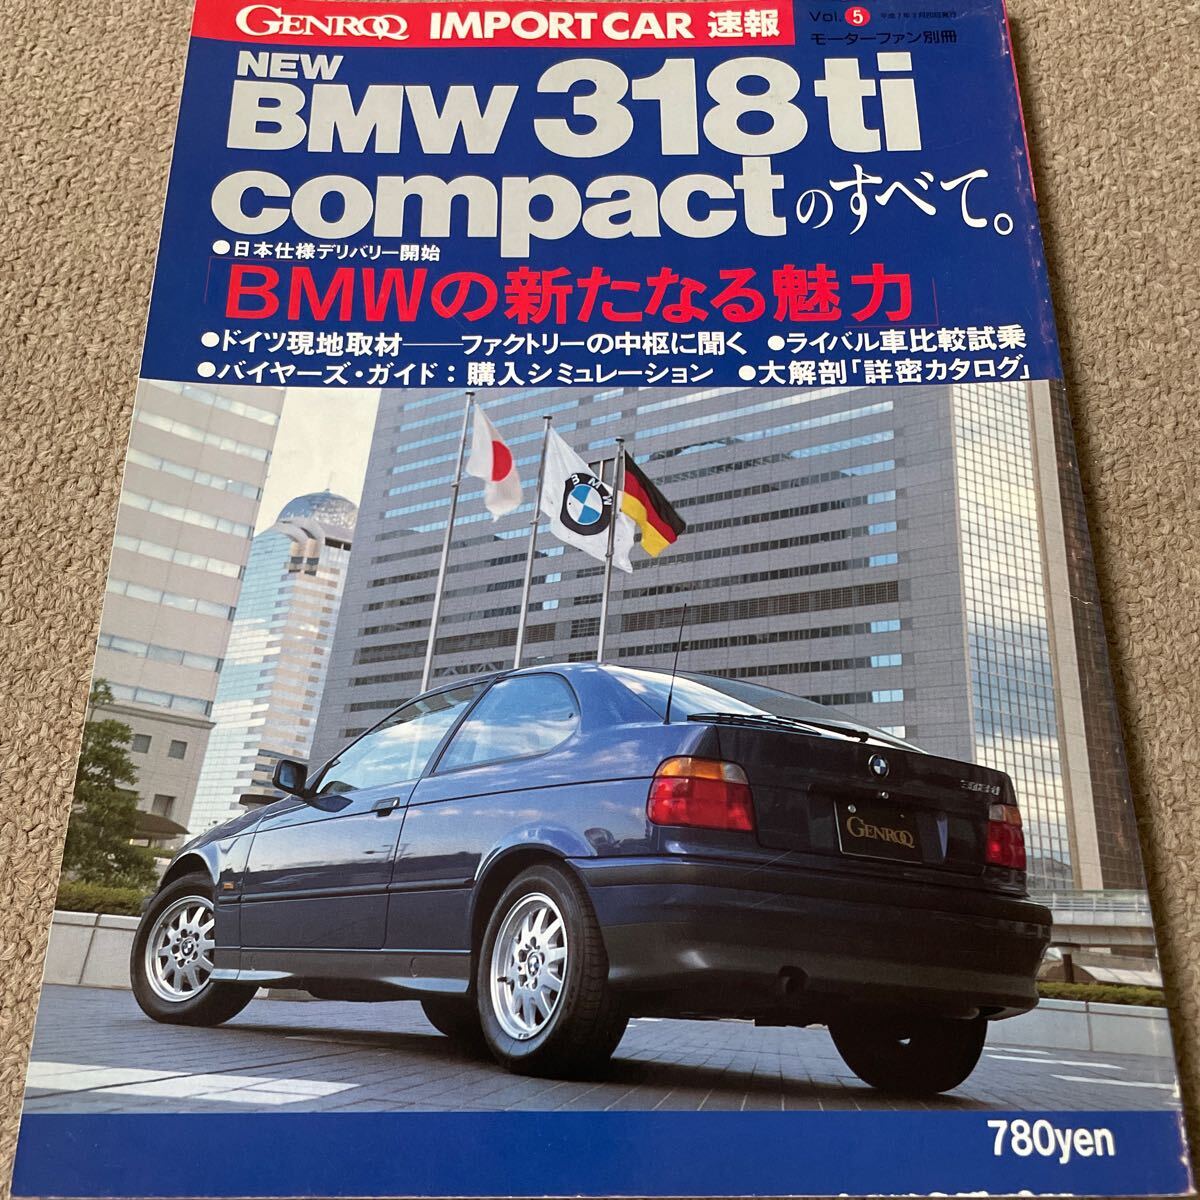 GENROQ IMPORT CAR 速報
Vol.5
モーターファン別冊
NEW
BMW 318ti
compactのすべて。
●日本仕様デリバリー開始
「BMWの新たなる魅力」
●ドイツ現地取材──ファクトリーの中枢に聞く ●ライバル車比較試乗
●バイヤーズ・ガイド：購入シミュレーション ●大解剖「詳密カタログ」
BMW
318ti
GENROQ
780yen